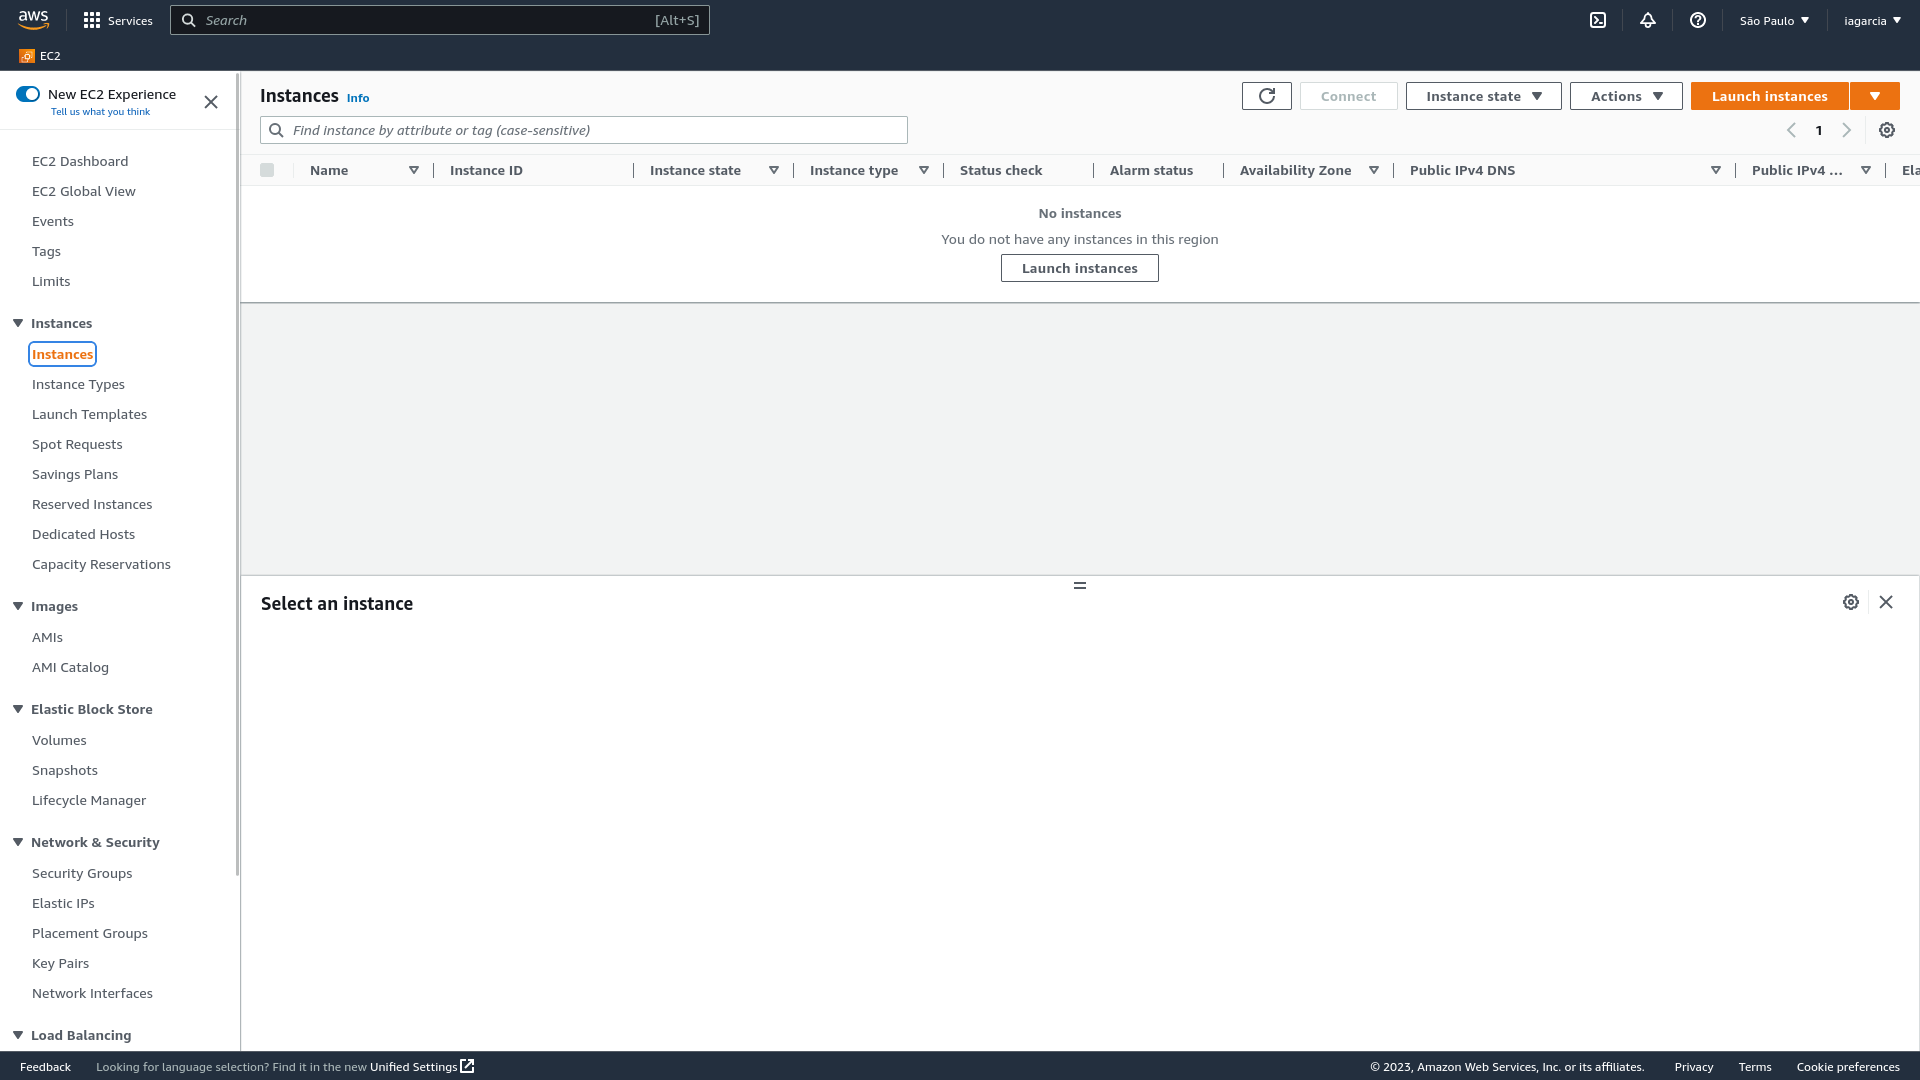 aws
Services
Search
[Alt+S]
São Paulo
iagarcia
EC2
New EC2 Experience
Tell us what you think
EC2 Dashboard
EC2 Global View
Events
Tags
Limits
Instances
Instances
Instance Types
Launch Templates
Spot Requests
Savings Plans
Reserved Instances
Dedicated Hosts
Capacity Reservations
Images
AMIs
AMI Catalog
Elastic Block Store
Volumes
Snapshots
Lifecycle Manager
Network & Security
Security Groups
Elastic IPs
Placement Groups
Key Pairs
Network Interfaces
Load Balancing
Instances Info
Connect
Instance state
Actions
Launch instances
Find instance by attribute or tag (case-sensitive)
1
Name
Instance ID
Instance state
Instance type
Status check
Alarm status
Availability Zone
Public IPv4 DNS
Public IPv4 ...
Ela
No instances
You do not have any instances in this region
Launch instances
Select an instance
Feedback
Looking for language selection? Find it in the new Unified Settings
© 2023, Amazon Web Services, Inc. or its affiliates.
Privacy
Terms
Cookie preferences